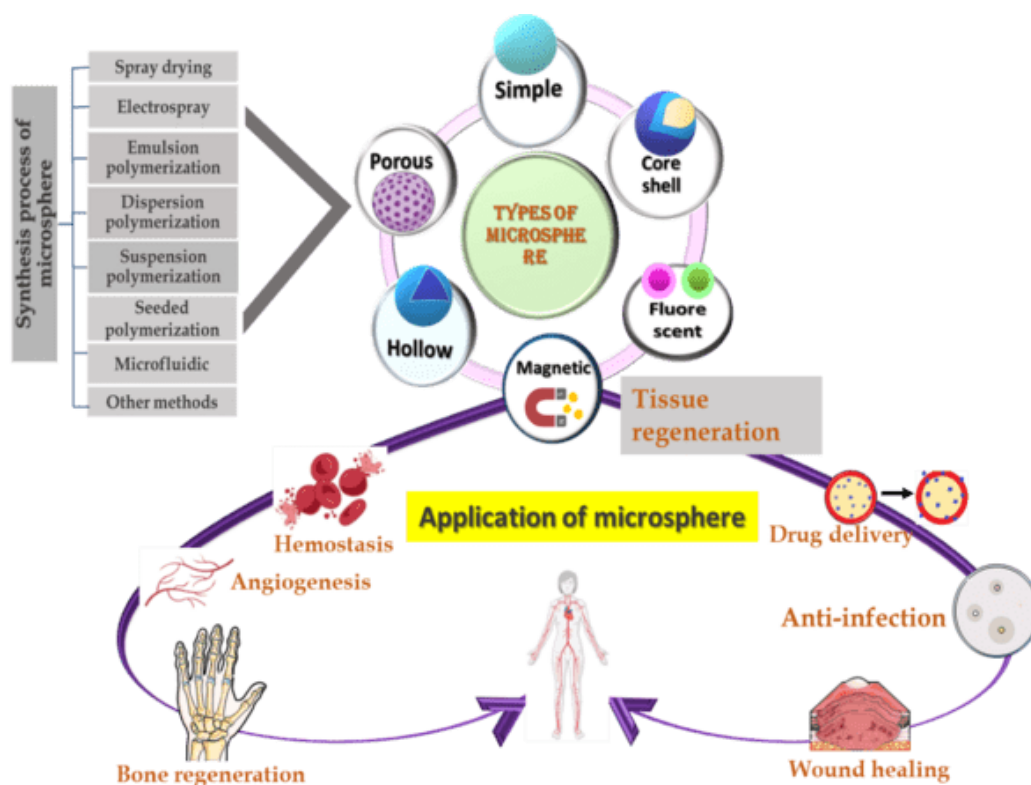 Synthesis process of
microsphere
Spray drying
Electrospray
Emulsion
polymerization
Dispersion
polymerization
Suspension
polymerization
Seeded
polymerization
Microfluidic
Other methods
Simple
Porous
Core
shell
TYPES OF
MICROSPHE
RE
Fluore
scent
Hollow
Magnetic
Tissue
regeneration
Application of microsphere
Hemostasis
Drug delivery
Angiogenesis
Anti-infection
Bone regeneration
Wound healing